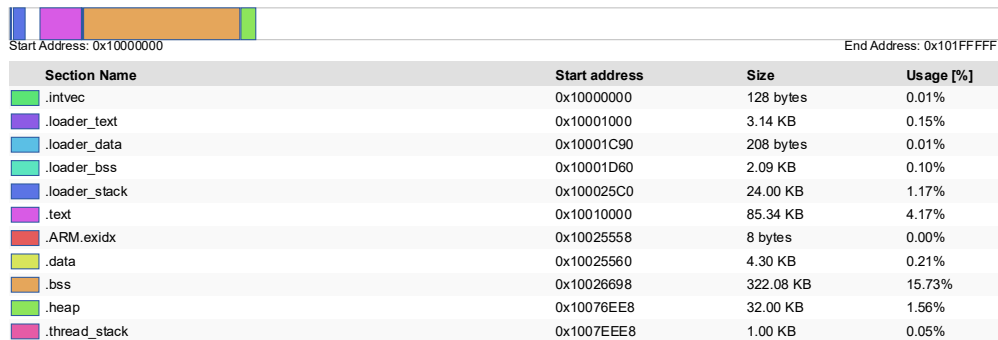 Start Address: 0x10000000 End Address: 0x101FFFFF
Section Name Start address Size Usage [%]
.intvec 0x10000000 128 bytes 0.01%
.loader_text 0x10001000 3.14 KB 0.15%
.loader_data 0x10001C90 208 bytes 0.01%
.loader_bss 0x10001D60 2.09 KB 0.10%
.loader_stack 0x100025C0 24.00 KB 1.17%
.text 0x10010000 85.34 KB 4.17%
.ARM.exidx 0x10025558 8 bytes 0.00%
.data 0x10025560 4.30 KB 0.21%
.bss 0x10026698 322.08 KB 15.73%
.heap 0x10076EE8 32.00 KB 1.56%
.thread_stack 0x1007EEE8 1.00 KB 0.05%